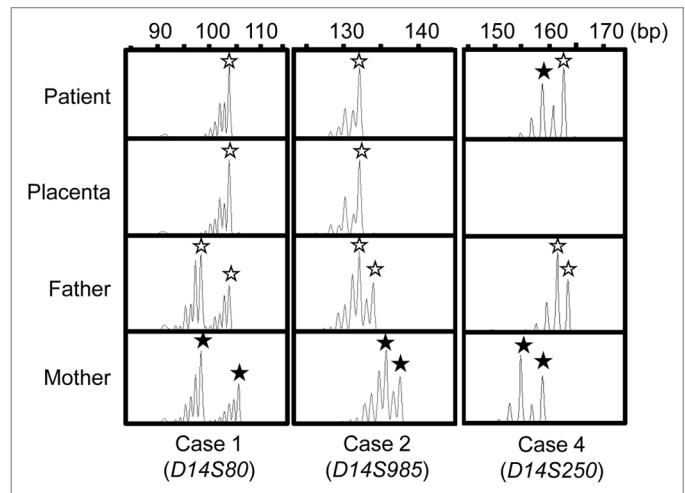 90 100 110 130 140 150 160 170 (bp)
Patient
Placenta
Father
Mother
Case 1 Case 2 Case 4
(D14S80) (D14S985) (D14S250)